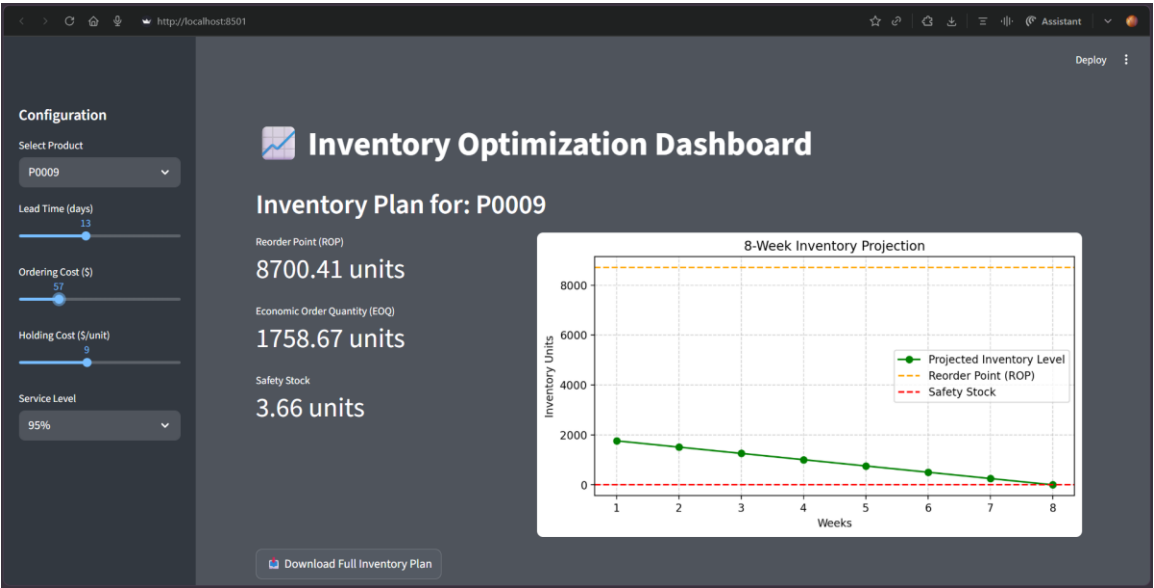 http://localhost:8501
Assistant
Deploy
Configuration
Select Product
P0009
Lead Time (days)
13
Ordering Cost ($)
57
Holding Cost ($/unit)
9
Service Level
95%
Inventory Optimization Dashboard
Inventory Plan for: P0009
Reorder Point (ROP)
8700.41 units
Economic Order Quantity (EOQ)
1758.67 units
Safety Stock
3.66 units
8-Week Inventory Projection
Inventory Units
8000
6000
4000
2000
0
Projected Inventory Level
Reorder Point (ROP)
Safety Stock
1 2 3 4 5 6 7 8
Weeks
Download Full Inventory Plan